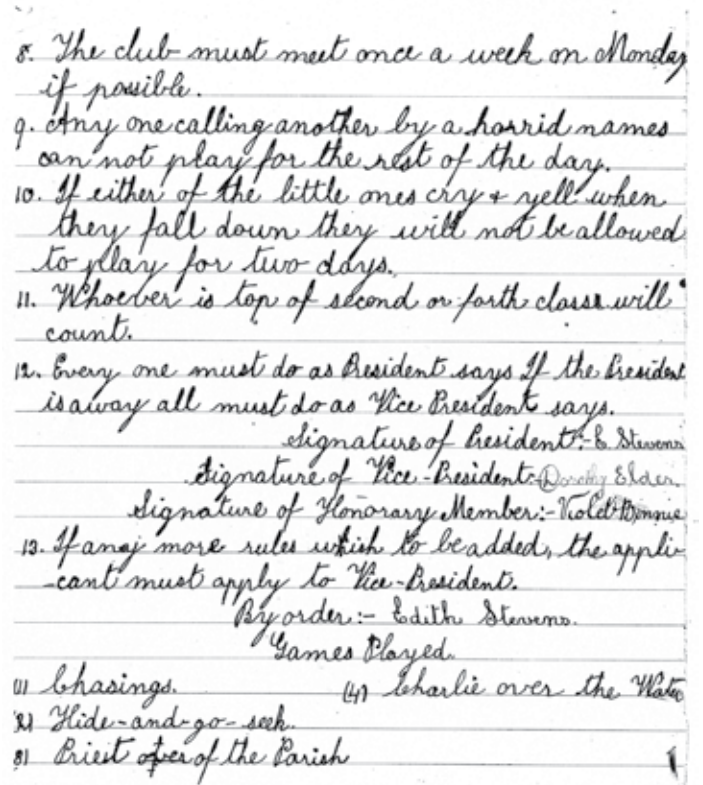 8. The club must meet once a week on Monday
if possible.
9. Any one calling another by a horrid names
can not play for the rest of the day.
10. If either of the little ones cry & yell when
they fall down they will not be allowed
to play for two days.
11. Whoever is top of second or forth class will
count.
12. Every one must do as President says If the President
is away all must do as Vice President says.
Signature of President:- E. Stevens
Signature of Vice-President:- Dorothy Elder.
Signature of Honorary Member:- Violet Binnie
13. If any more rules wish to be added, the appli-
-cant must apply to Vice-President.
By order:- Edith Stevens.
Games Played.
(1) Chasings. (4) Charlie over the Water
(2) Hide-and-go-seek.
(3) Priest of the Parish